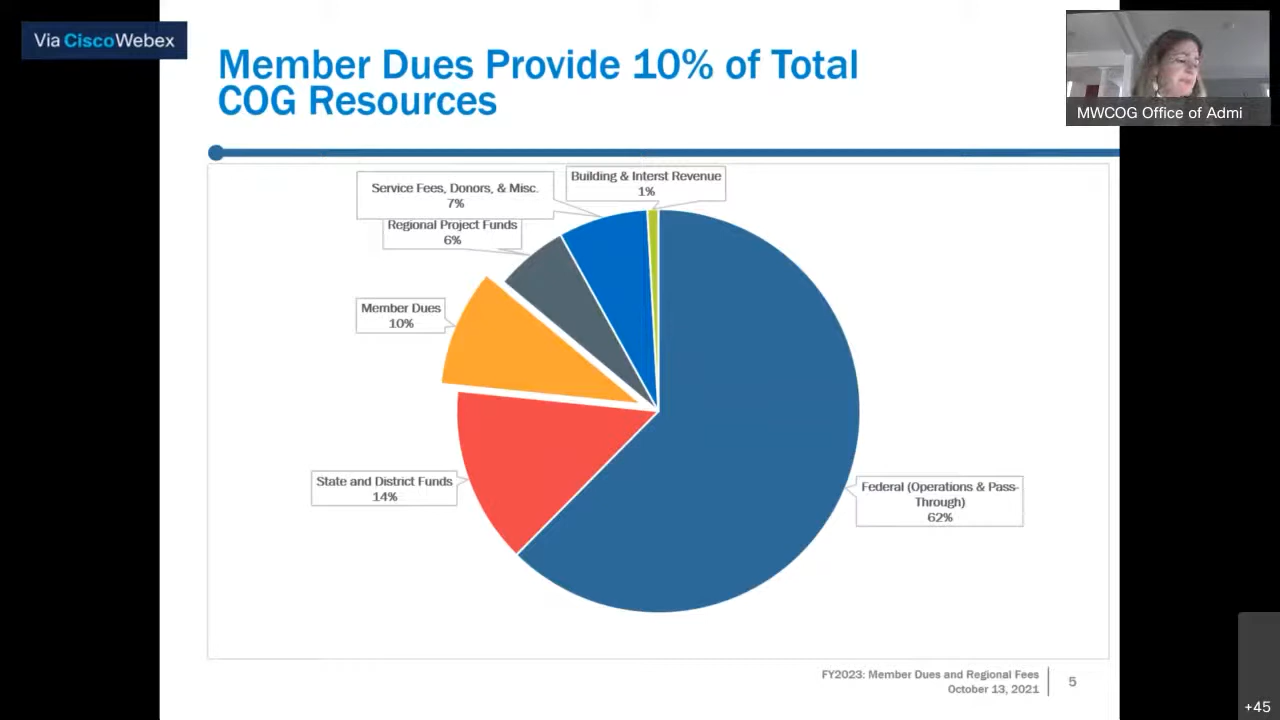 Via CiscoWebex
Member Dues Provide 10% of Total
COG Resources
MWCOG Office of Admi
Building & Interst Revenue
1%
Service Fees, Donors, & Misc.
7%
Regional Project Funds
6%
Member Dues
10%
State and District Funds
14%
Federal (Operations & Pass-
Through)
62%
FY2023: Member Dues and Regional Fees
October 13, 2021
5
+45